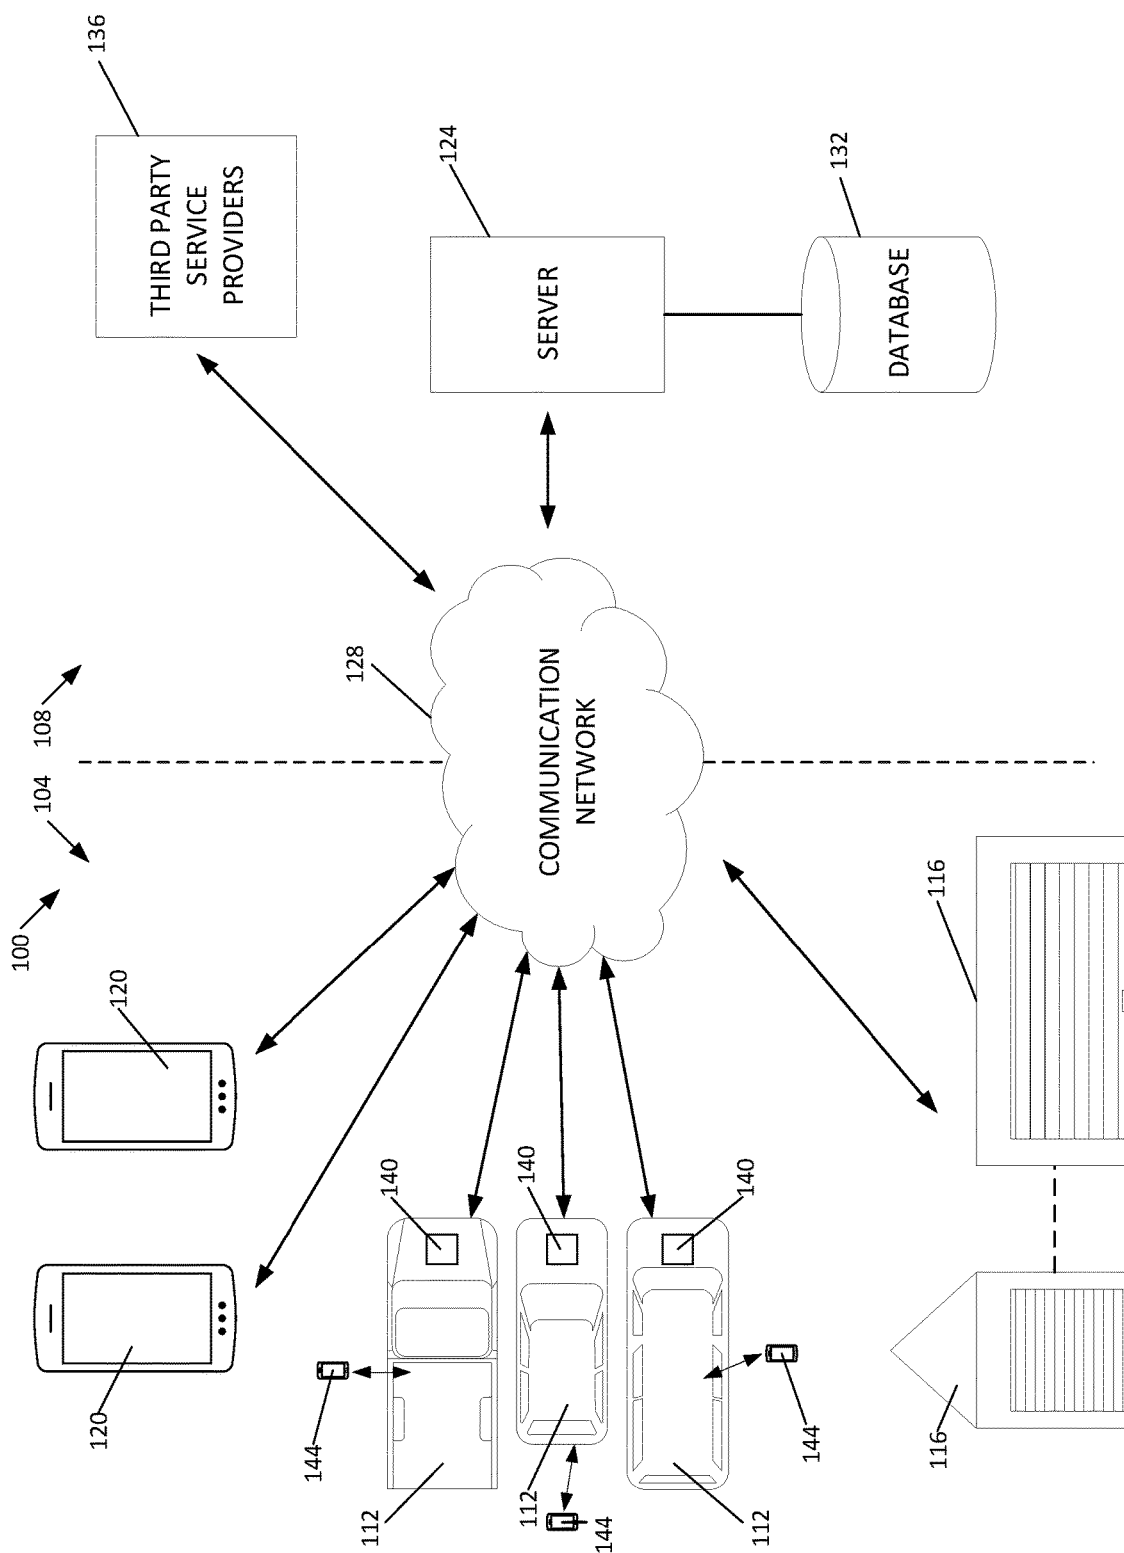 100
104
108
136
120
120
THIRD PARTY
SERVICE
PROVIDERS
144
128
112
140
124
112
140
COMMUNICATION
NETWORK
SERVER
144
112
140
144
132
DATABASE
116
116